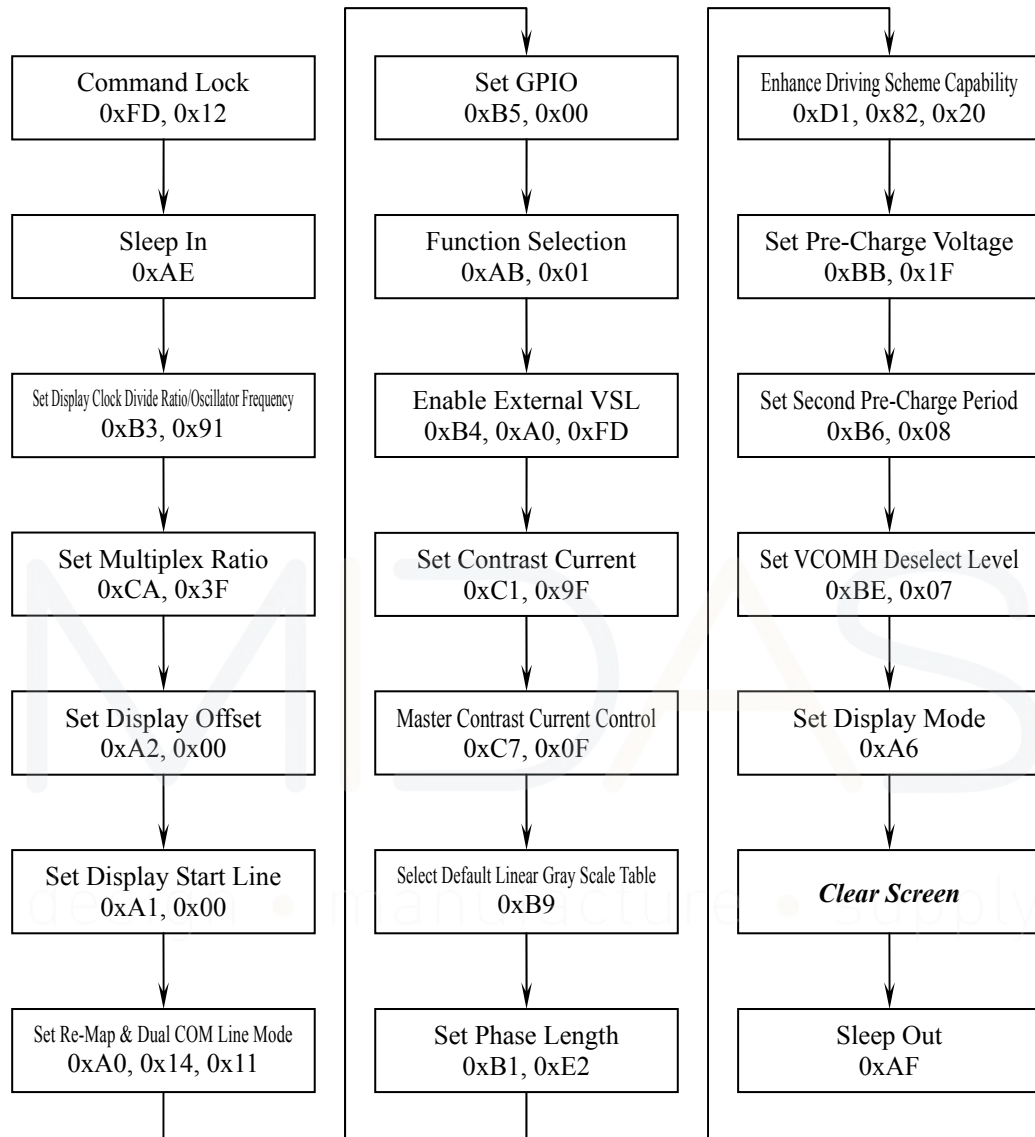 Command Lock
0xFD, 0x12
Sleep In
0xAE
Set Display Clock Divide Ratio/Oscillator Frequency
0xB3, 0x91
Set Multiplex Ratio
0xCA, 0x3F
Set Display Offset
0xA2, 0x00
Set Display Start Line
0xA1, 0x00
Set Re-Map & Dual COM Line Mode
0xA0, 0x14, 0x11
Set GPIO
0xB5, 0x00
Function Selection
0xAB, 0x01
Enable External VSL
0xB4, 0xA0, 0xFD
Set Contrast Current
0xC1, 0x9F
Master Contrast Current Control
0xC7, 0x0F
Select Default Linear Gray Scale Table
0xB9
Set Phase Length
0xB1, 0xE2
Enhance Driving Scheme Capability
0xD1, 0x82, 0x20
Set Pre-Charge Voltage
0xBB, 0x1F
Set Second Pre-Charge Period
0xB6, 0x08
Set VCOMH Deselect Level
0xBE, 0x07
Set Display Mode
0xA6
Clear Screen
Sleep Out
0xAF
MIDAS
design • manufacture • supply